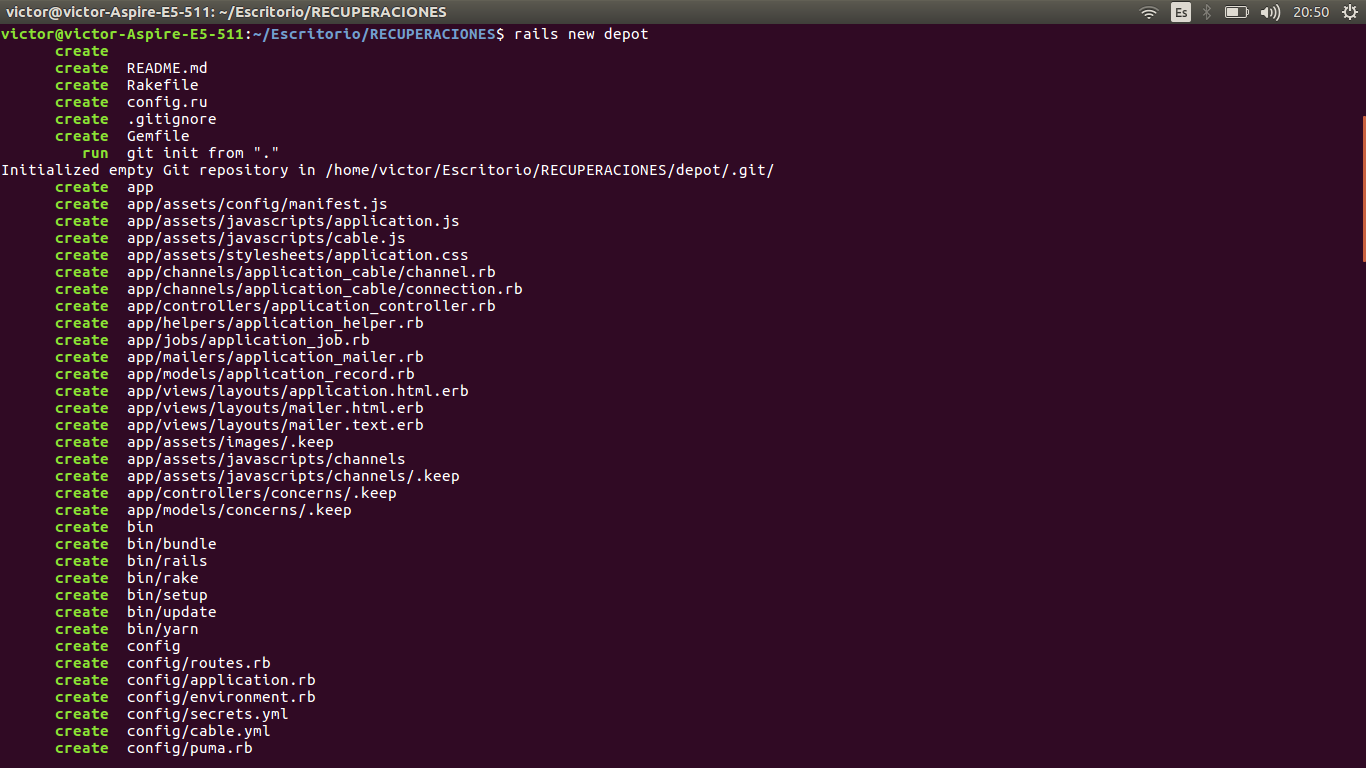 victor@victor-Aspire-E5-511: ~/Escritorio/RECUPERACIONES
Es
20:50
victor@victor-Aspire-E5-511:~/Escritorio/RECUPERACIONES$ rails new depot
create
create README.md
create Rakefile
create config.ru
create .gitignore
create Gemfile
run git init from "."
Initialized empty Git repository in /home/victor/Escritorio/RECUPERACIONES/depot/.git/
create app
create app/assets/config/manifest.js
create app/assets/javascripts/application.js
create app/assets/javascripts/cable.js
create app/assets/stylesheets/application.css
create app/channels/application_cable/channel.rb
create app/channels/application_cable/connection.rb
create app/controllers/application_controller.rb
create app/helpers/application_helper.rb
create app/jobs/application_job.rb
create app/mailers/application_mailer.rb
create app/models/application_record.rb
create app/views/layouts/application.html.erb
create app/views/layouts/mailer.html.erb
create app/views/layouts/mailer.text.erb
create app/assets/images/.keep
create app/assets/javascripts/channels
create app/assets/javascripts/channels/.keep
create app/controllers/concerns/.keep
create app/models/concerns/.keep
create bin
create bin/bundle
create bin/rails
create bin/rake
create bin/setup
create bin/update
create bin/yarn
create config
create config/routes.rb
create config/application.rb
create config/environment.rb
create config/secrets.yml
create config/cable.yml
create config/puma.rb